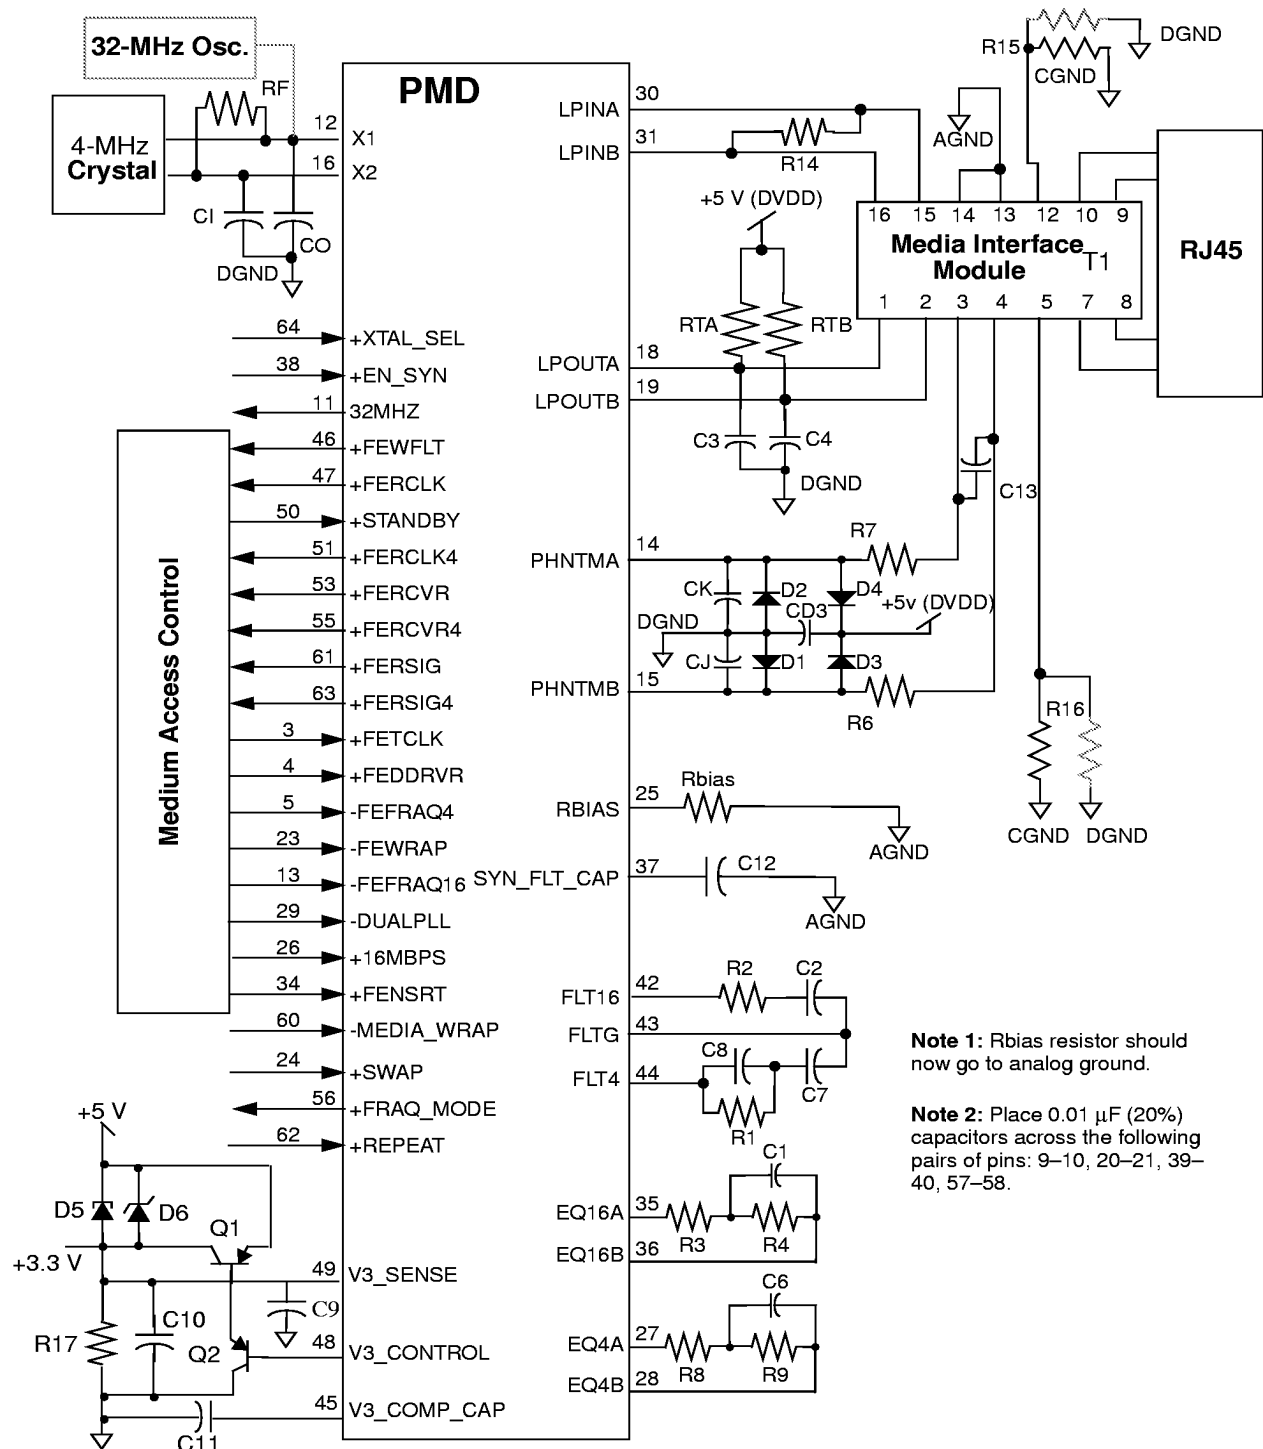 32-MHz Osc.
RF
4-MHz
Crystal
12
16
X1
X2
CI
CO
DGND
PMD
LPINA
30
LPINB
31
R14
+5 V (DVDD)
RTA
RTB
LPOUTA
18
LPOUTB
19
C3
C4
DGND
AGND
R15
DGND
CGND
16
15
14
13
12
10
9
Media Interface
Module
T1
1
2
3
4
5
7
8
RJ45
64
+XTAL_SEL
38
+EN_SYN
11
32MHZ
Medium Access Control
46
+FEWFLT
47
+FERCLK
50
+STANDBY
51
+FERCLK4
53
+FERCVR
55
+FERCVR4
61
+FERSIG
63
+FERSIG4
3
+FETCLK
4
+FEDDRVR
5
-FEFRAQ4
23
-FEWRAP
13
-FEFRAQ16
29
-DUALPLL
26
+16MBPS
34
+FENSRT
60
-MEDIA_WRAP
24
+SWAP
56
+FRAQ_MODE
62
+REPEAT
C13
PHNTMA
14
R7
CK
D2
D4
CD3
+5v (DVDD)
DGND
CJ
D1
D3
PHNTMB
15
R6
R16
CGND
DGND
RBIAS
25
Rbias
AGND
SYN_FLT_CAP
37
C12
AGND
FLT16
42
R2
C2
FLTG
43
FLT4
44
C8
C7
R1
EQ16A
35
R3
C1
R4
EQ16B
36
EQ4A
27
R8
C6
R9
EQ4B
28
Note 1: Rbias resistor should
now go to analog ground.
Note 2: Place 0.01 μF (20%)
capacitors across the following
pairs of pins: 9–10, 20–21, 39–
40, 57–58.
+5 V
D5
D6
Q1
+3.3 V
49
V3_SENSE
C9
C10
R17
Q2
48
V3_CONTROL
45
V3_COMP_CAP
C11